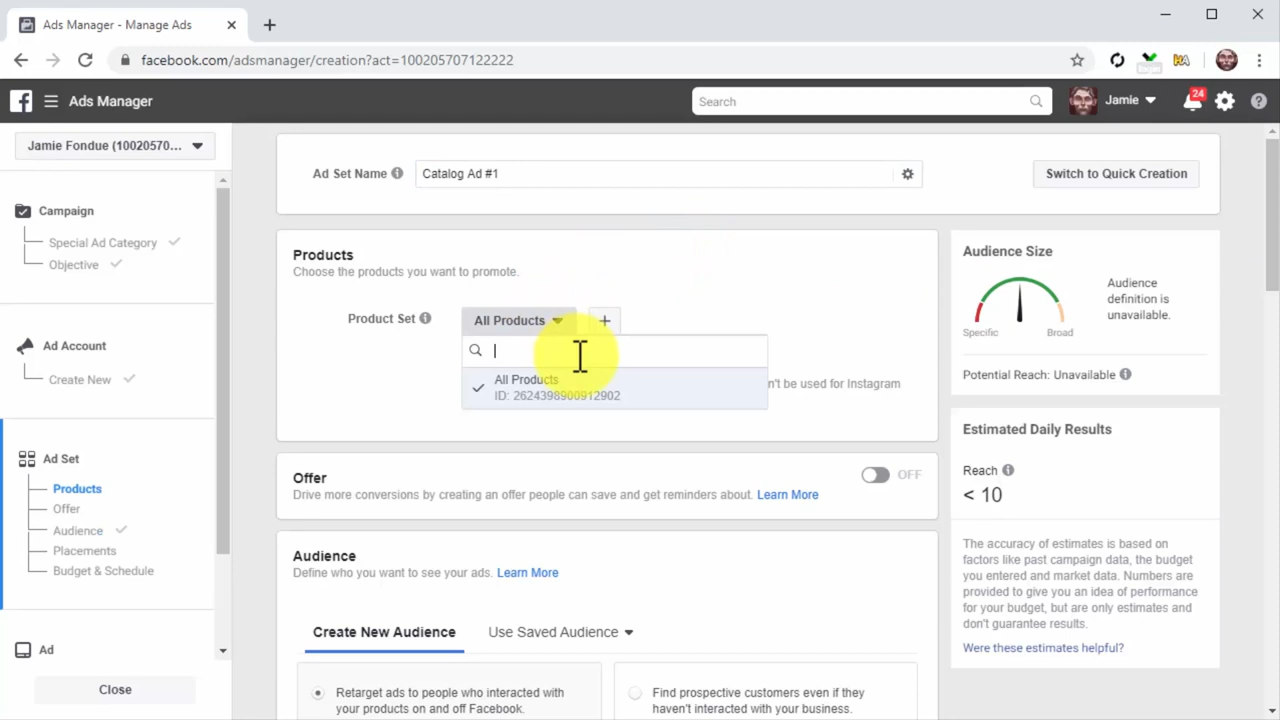 Ads Manager - Manage Ads
facebook.com/adsmanager/creation?act=100205707122222
Ads Manager
Search
Jamie
24
Jamie Fondue (10020570...
Campaign
Special Ad Category
Objective
Ad Account
Create New
Ad Set
Products
Offer
Audience
Placements
Budget & Schedule
Ad
Close
Ad Set Name
Catalog Ad #1
Switch to Quick Creation
Products
Choose the products you want to promote.
Product Set
All Products
+
All Products
ID: 2624398900912902
n't be used for Instagram
Offer
Drive more conversions by creating an offer people can save and get reminders about. Learn More
OFF
Audience
Define who you want to see your ads. Learn More
Create New Audience
Use Saved Audience
Retarget ads to people who interacted with
your products on and off Facebook.
Find prospective customers even if they
haven't interacted with your business.
Audience Size
Specific
Broad
Audience
definition is
unavailable.
Potential Reach: Unavailable
Estimated Daily Results
Reach
< 10
The accuracy of estimates is based on
factors like past campaign data, the budget
you entered and market data. Numbers are
provided to give you an idea of performance
for your budget, but are only estimates and
don't guarantee results.
Were these estimates helpful?